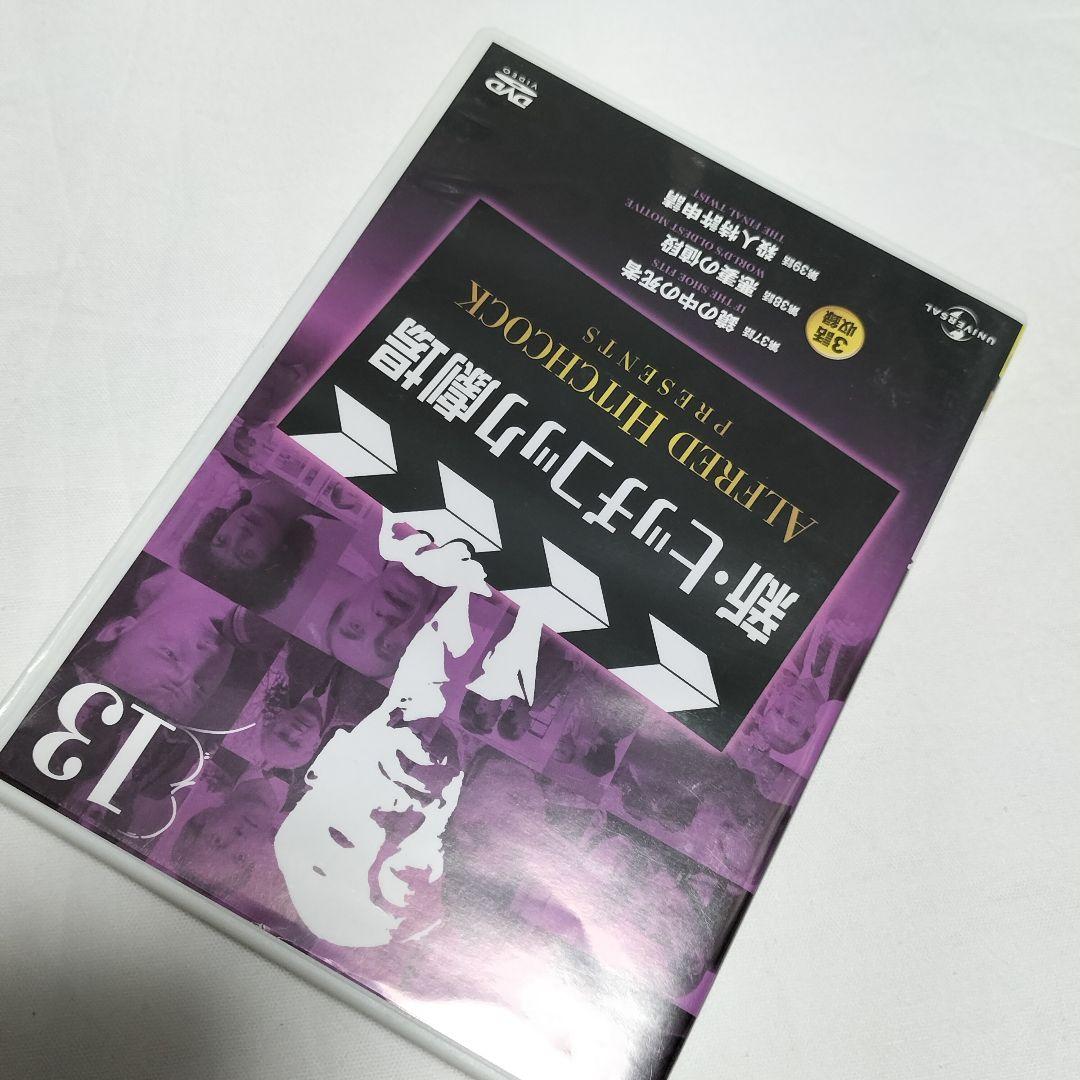 新・ヒッチコック劇場
ALFRED HITCHCOCK
PRESENTS
3話
収録
第37話 鏡の中の死者
IF THE SHOE FITS
第38話 悪妻の値段
WORLD'S OLDEST MOTIVE
第39話 殺人特許申請
THE FINAL TWIST
UNIVERSAL
DVD
VIDEO
13